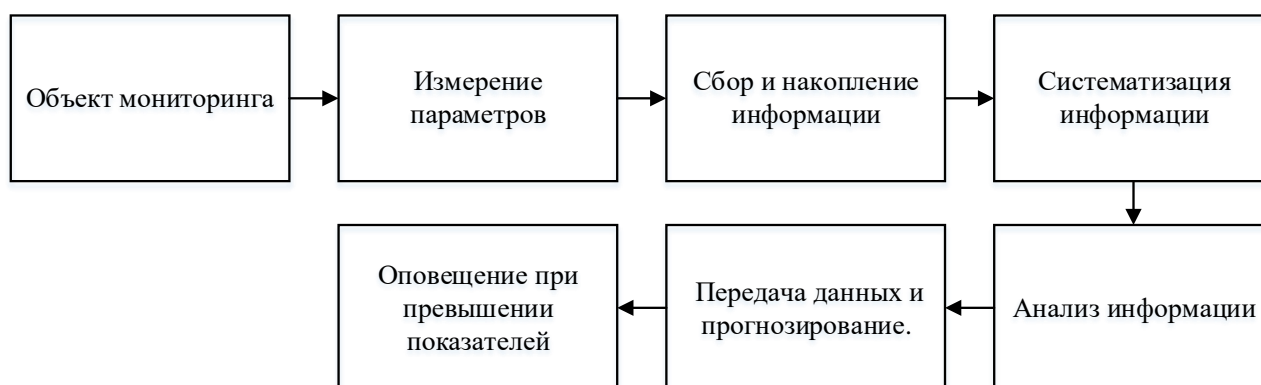 Объект мониторинга
Измерение
параметров
Сбор и накопление
информации
Систематизация
информации
Анализ информации
Передача данных и
прогнозирование.
Оповещение при
превышении
показателей